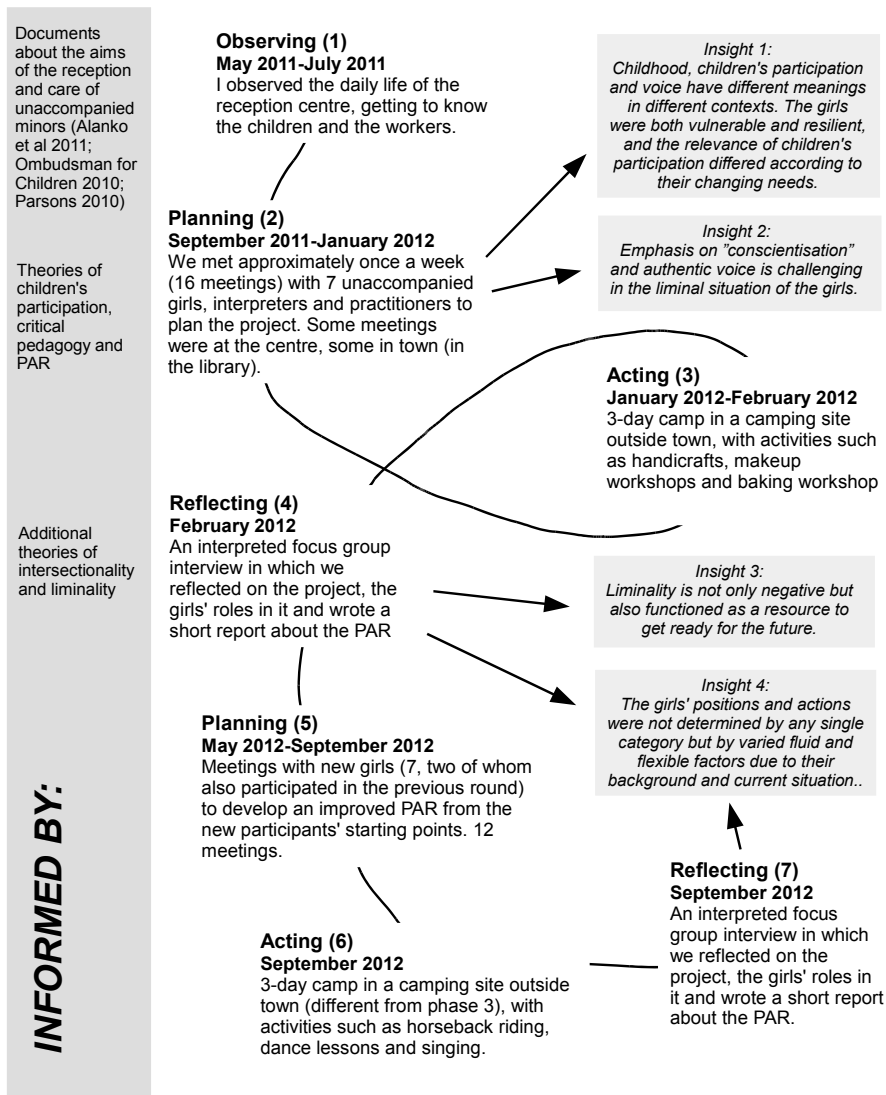 Documents
about the aims
of the reception
and care of
unaccompanied
minors (Alanko
et al 2011;
Ombudsman for
Children 2010;
Parsons 2010)
Theories of
children's
participation,
critical
pedagogy and
PAR
Additional
theories of
intersectionality
and liminality
INFORMED BY:
Observing (1)
May 2011-July 2011
I observed the daily life of the
reception centre, getting to know
the children and the workers.
Insight 1:
Childhood, children's participation
and voice have different meanings
in different contexts. The girls
were both vulnerable and resilient,
and the relevance of children's
participation differed according to
their changing needs.
Planning (2)
September 2011-January 2012
We met approximately once a week
(16 meetings) with 7 unaccompanied
girls, interpreters and practitioners to
plan the project. Some meetings
were at the centre, some in town (in
the library).
Insight 2:
Emphasis on ”conscientisation”
and authentic voice is challenging
in the liminal situation of the girls.
Acting (3)
January 2012-February 2012
3-day camp in a camping site
outside town, with activities such
as handicrafts, makeup
workshops and baking workshop
Reflecting (4)
February 2012
An interpreted focus group
interview in which we
reflected on the project, the
girls' roles in it and wrote a
short report about the PAR
Insight 3:
Liminality is not only negative but
also functioned as a resource to
get ready for the future.
Insight 4:
The girls' positions and actions
were not determined by any single
category but by varied fluid and
flexible factors due to their
background and current situation..
Planning (5)
May 2012-September 2012
Meetings with new girls (7, two of whom
also participated in the previous round)
to develop an improved PAR from the
new participants' starting points. 12
meetings.
Acting (6)
September 2012
3-day camp in a camping site outside
town (different from phase 3), with
activities such as horseback riding,
dance lessons and singing.
Reflecting (7)
September 2012
An interpreted focus
group interview in which
we reflected on the
project, the girls' roles in
it and wrote a short report
about the PAR.